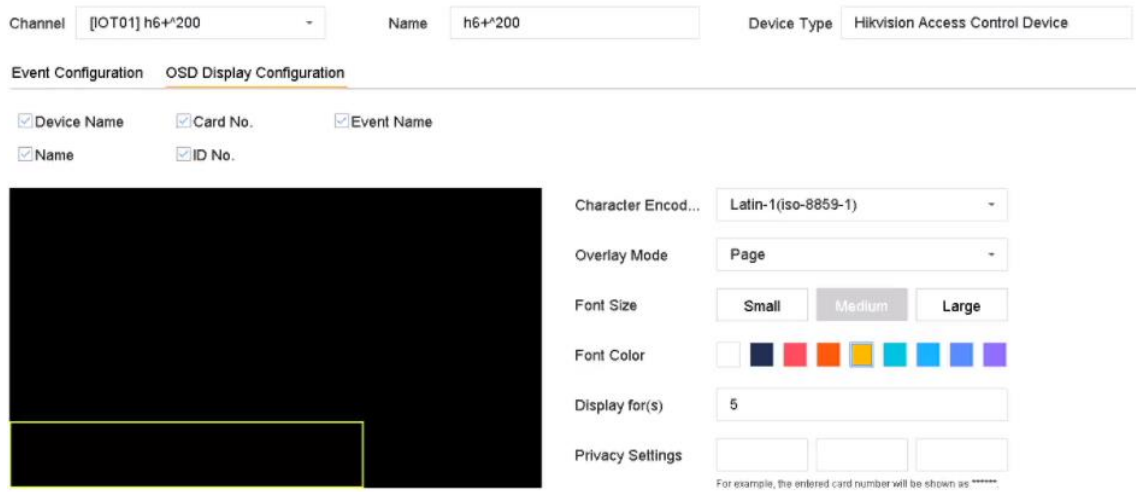 Channel [IOT01] h6+^200 Name h6+^200 Device Type Hikvision Access Control Device
Event Configuration OSD Display Configuration
Device Name Card No. Event Name
Name ID No.
Character Encod... Latin-1(iso-8859-1)
Overlay Mode Page
Font Size Small Medium Large
Font Color
Display for(s) 5
Privacy Settings
For example, the entered card number will be shown as ******.